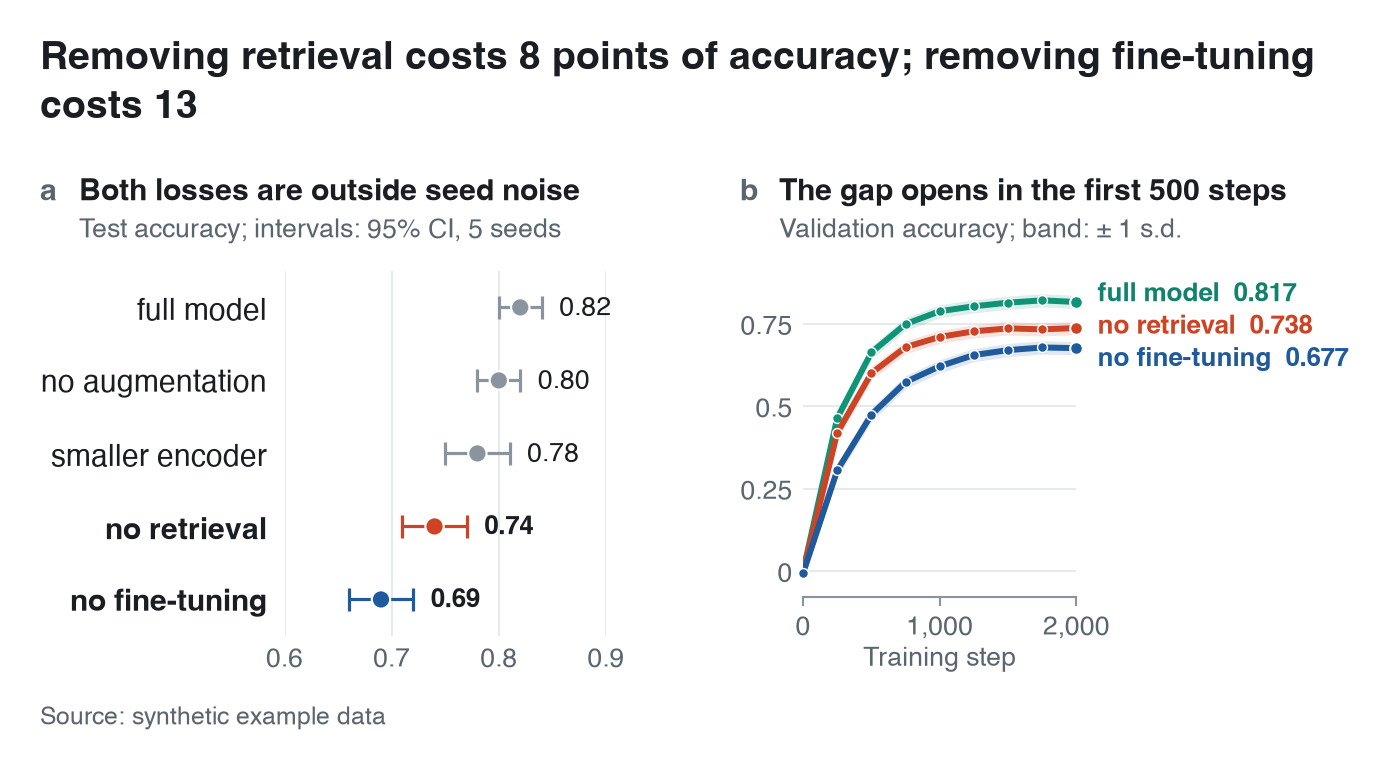 Removing retrieval costs 8 points of accuracy; removing fine-tuning
costs 13
a Both losses are outside seed noise
Test accuracy; intervals: 95% CI, 5 seeds
full model 0.82
no augmentation 0.80
smaller encoder 0.78
no retrieval 0.74
no fine-tuning 0.69
0.6 0.7 0.8 0.9
b The gap opens in the first 500 steps
Validation accuracy; band: ± 1 s.d.
full model 0.817
no retrieval 0.738
no fine-tuning 0.677
0.75
0.5
0.25
0
0 1,000 2,000
Training step
Source: synthetic example data